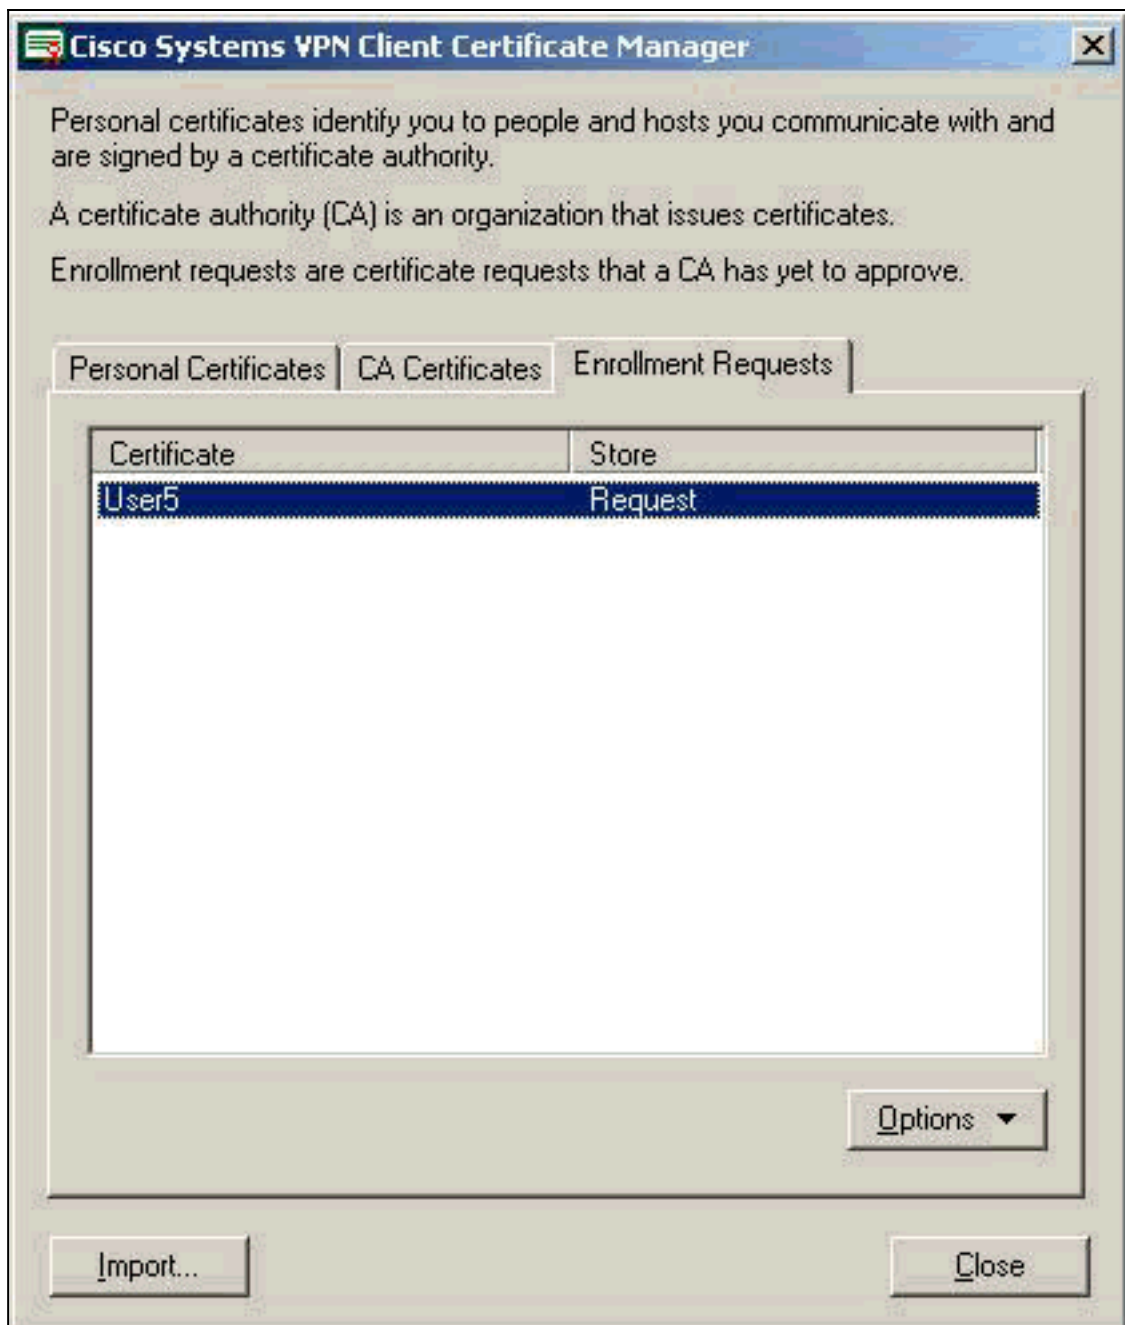 Cisco Systems VPN Client Certificate Manager
Personal certificates identify you to people and hosts you communicate with and
are signed by a certificate authority.
A certificate authority (CA) is an organization that issues certificates.
Enrollment requests are certificate requests that a CA has yet to approve.
Personal Certificates CA Certificates Enrollment Requests
Certificate Store
User5 Request
Options
Import... Close